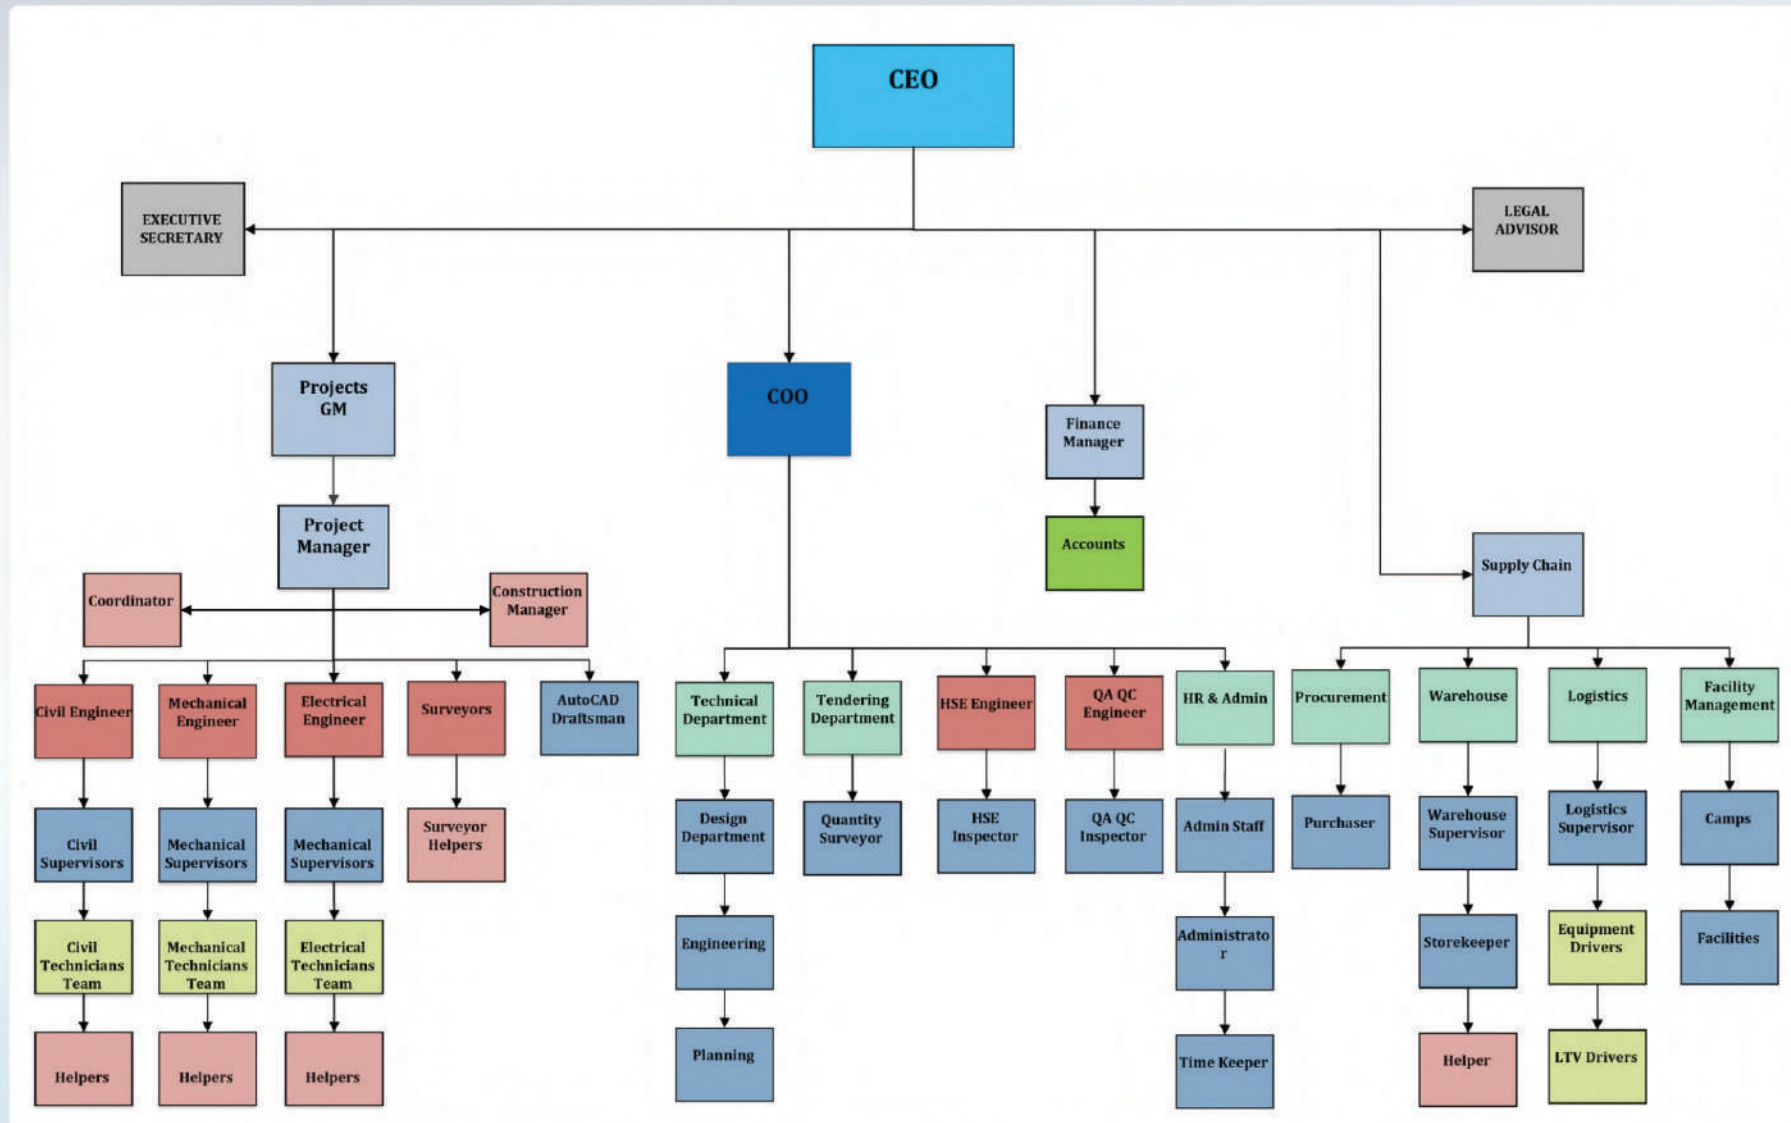 CEO
EXECUTIVE
SECRETARY
LEGAL
ADVISOR
Projects
GM
COO
Finance
Manager
Project
Manager
Accounts
Supply Chain
Coordinator
Construction
Manager
Civil Engineer
Mechanical
Engineer
Electrical
Engineer
Surveyors
AutoCAD
Draftsman
Technical
Department
Tendering
Department
HSE Engineer
QA QC
Engineer
HR & Admin
Procurement
Warehouse
Logistics
Facility
Management
Civil
Supervisors
Mechanical
Supervisors
Mechanical
Supervisors
Surveyor
Helpers
Design
Department
Quantity
Surveyor
HSE
Inspector
QA QC
Inspector
Admin Staff
Purchaser
Warehouse
Supervisor
Logistics
Supervisor
Camps
Civil
Technicians
Team
Mechanical
Technicians
Team
Electrical
Technicians
Team
Engineering
Administrato
r
Storekeeper
Equipment
Drivers
Facilities
Helpers
Helpers
Helpers
Planning
Time Keeper
Helper
LTV Drivers